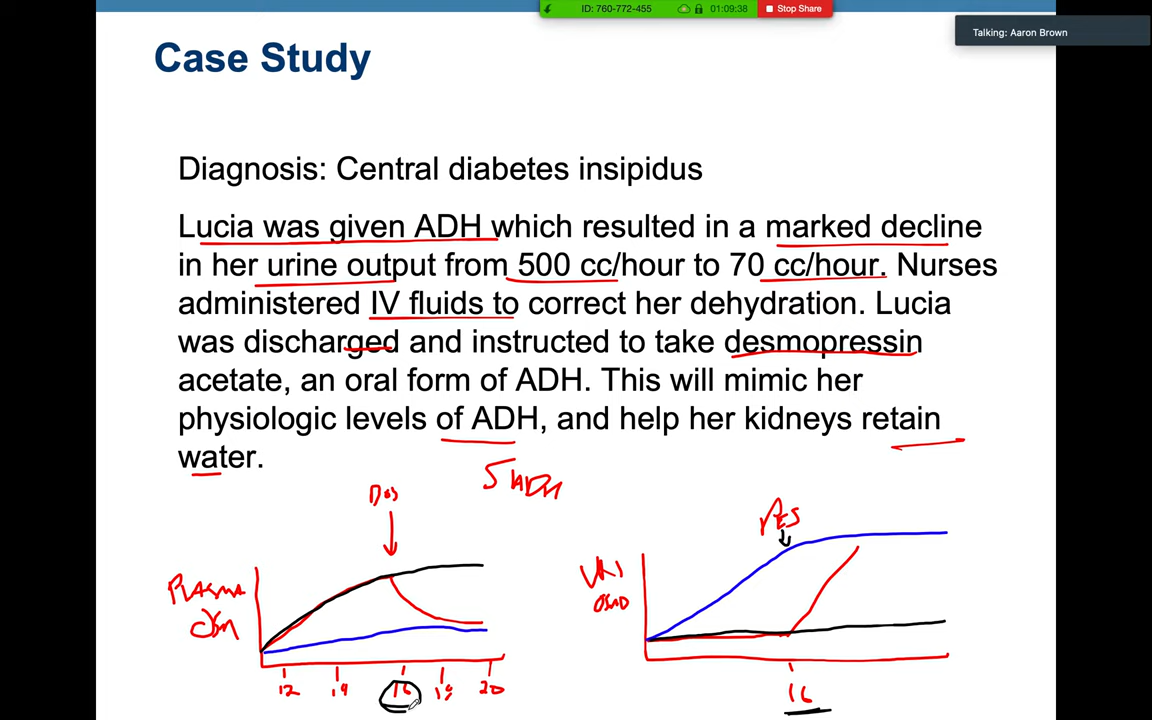 ID: 760-772-455
01:09:38
Stop Share
Talking: Aaron Brown
Case Study
Diagnosis: Central diabetes insipidus
Lucia was given ADH which resulted in a marked decline
in her urine output from 500 cc/hour to 70 cc/hour. Nurses
administered IV fluids to correct her dehydration. Lucia
was discharged and instructed to take desmopressin
acetate, an oral form of ADH. This will mimic her
physiologic levels of ADH, and help her kidneys retain
water.
ADH
Des
PLASMA
OSM
12 14 16 18 20
Des
OSMO
16